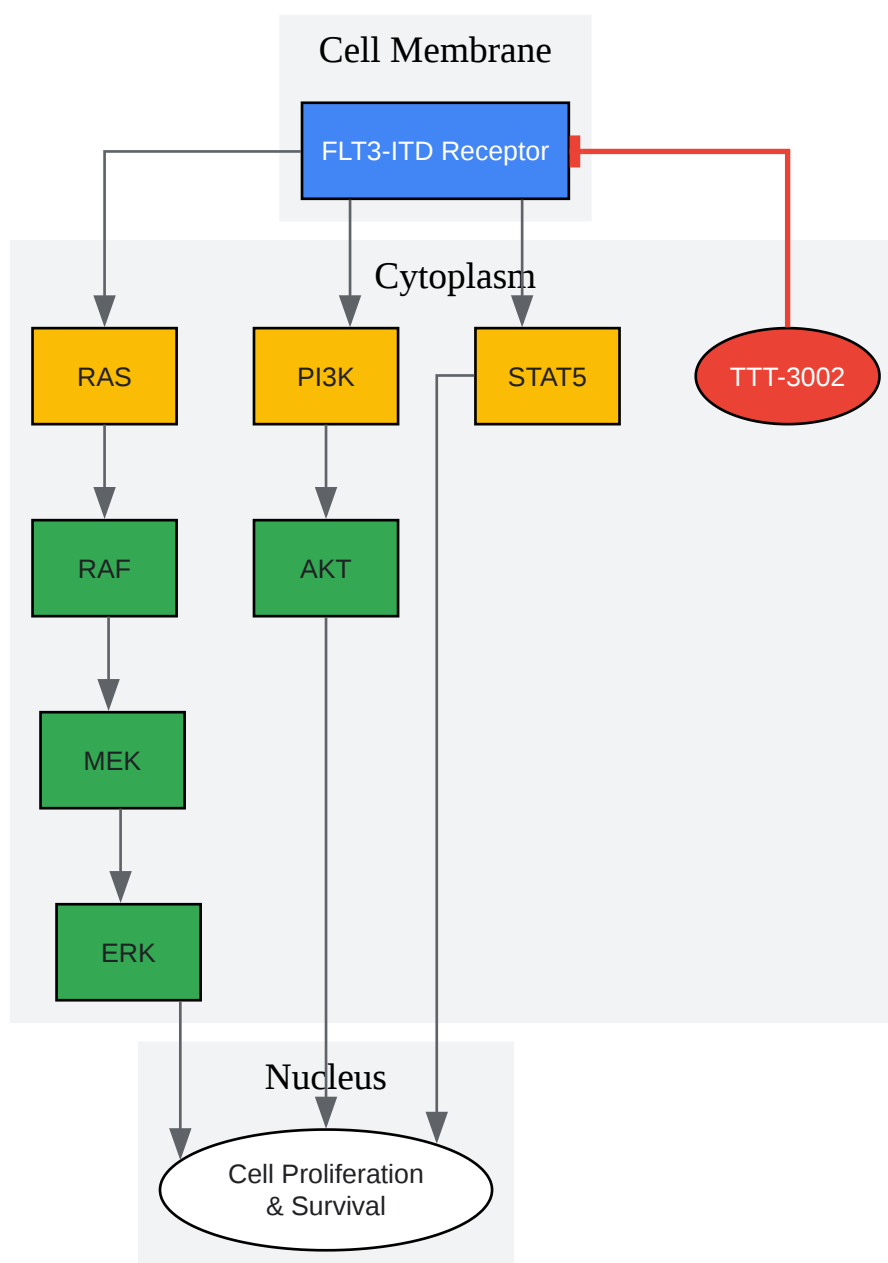 Cell Membrane
FLT3-ITD Receptor
Cytoplasm
RAS
PI3K
STAT5
TTT-3002
RAF
AKT
MEK
ERK
Nucleus
Cell Proliferation
& Survival